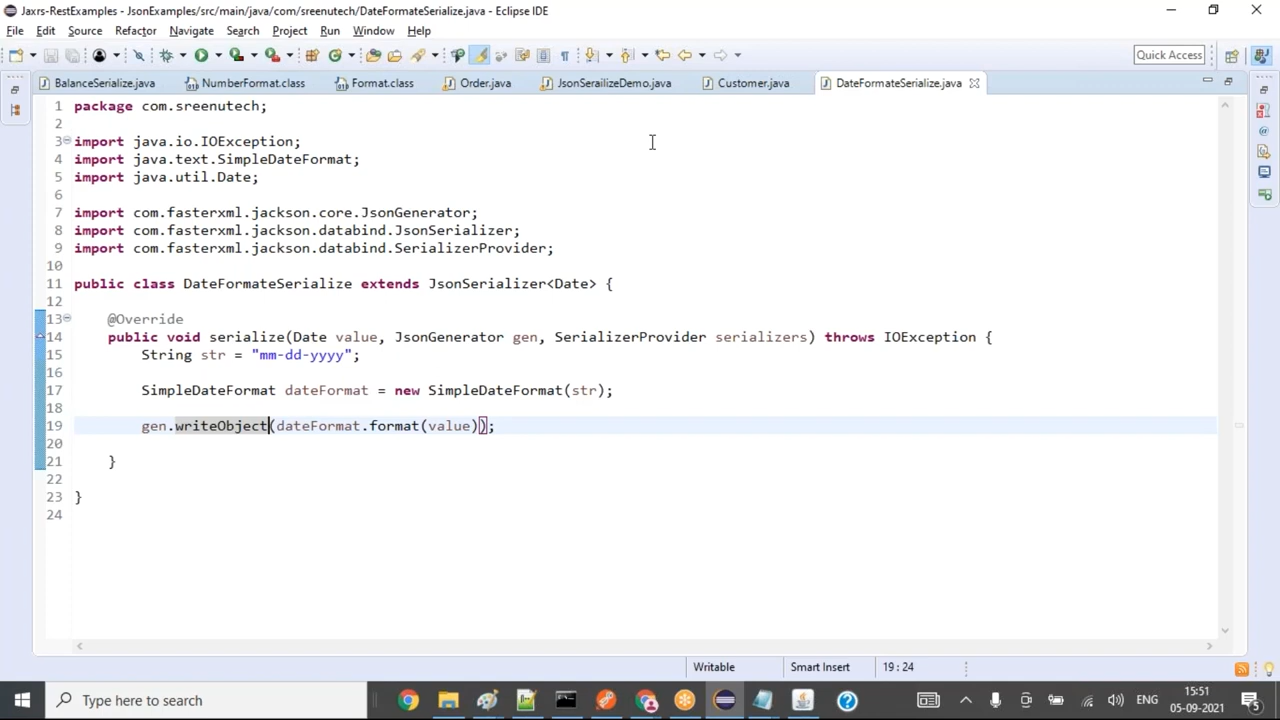 Jaxrs-RestExamples - JsonExamples/src/main/java/com/sreenutech/DateFormateSerialize.java - Eclipse IDE
File Edit Source Refactor Navigate Search Project Run Window Help
Quick Access
BalanceSerialize.java NumberFormat.class Format.class Order.java JsonSerailizeDemo.java Customer.java DateFormateSerialize.java
1 package com.sreenutech;
2
3 import java.io.IOException;
4 import java.text.SimpleDateFormat;
5 import java.util.Date;
6
7 import com.fasterxml.jackson.core.JsonGenerator;
8 import com.fasterxml.jackson.databind.JsonSerializer;
9 import com.fasterxml.jackson.databind.SerializerProvider;
10
11 public class DateFormateSerialize extends JsonSerializer<Date> {
12
13 @Override
14 public void serialize(Date value, JsonGenerator gen, SerializerProvider serializers) throws IOException {
15 String str = "mm-dd-yyyy";
16
17 SimpleDateFormat dateFormat = new SimpleDateFormat(str);
18
19 gen.writeObject(dateFormat.format(value));
20
21 }
22
23 }
24
Writable Smart Insert 19 : 24
Type here to search
ENG
15:51
05-09-2021
5